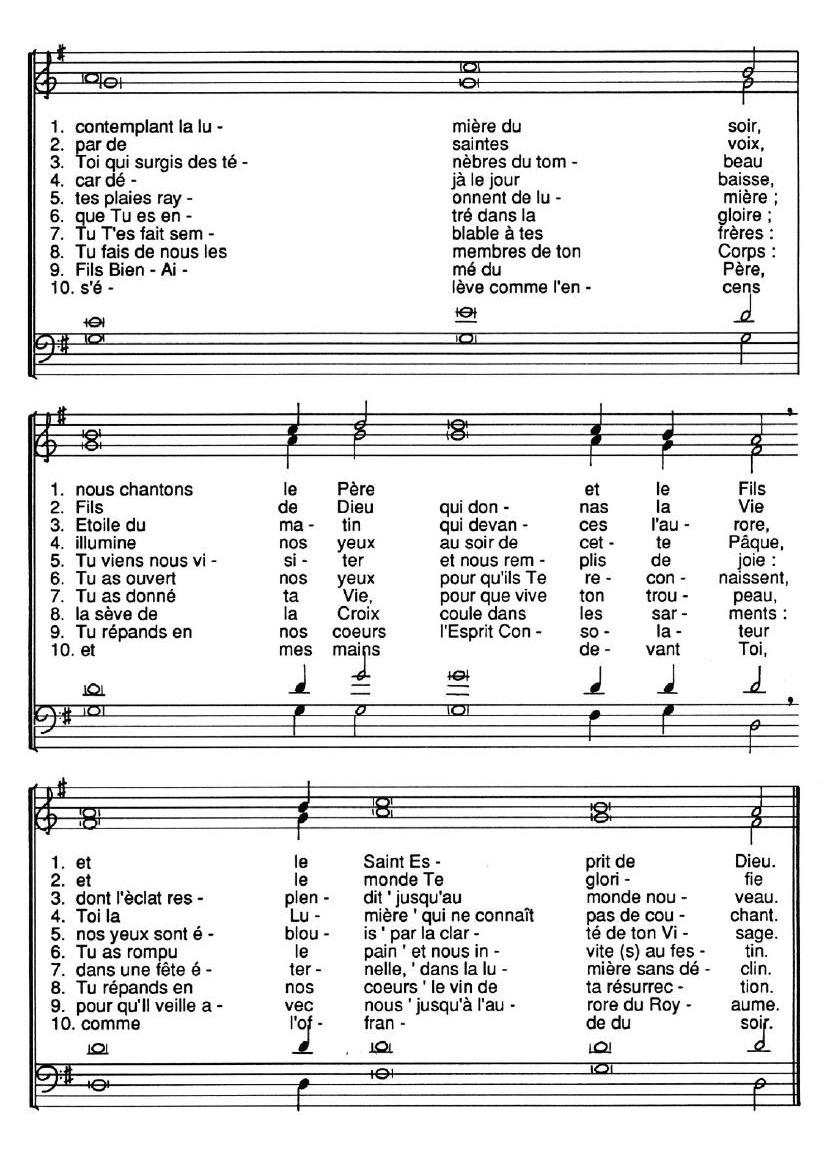 1. contemplant la lu - mière du soir,
2. par de saintes voix,
3. Toi qui surgis des té - nèbres du tom - beau
4. car dé - jà le jour baisse,
5. tes plaies ray - onnent de lu - mière ;
6. que Tu es en - tré dans la gloire ;
7. Tu T'es fait sem - blable à tes frères :
8. Tu fais de nous les membres de ton Corps :
9. Fils Bien - Ai - mé du Père,
10. s'é - lève comme l'en - cens
1. nous chantons le Père et le Fils
2. Fils de Dieu qui don - nas la Vie
3. Etoile du ma - tin qui devan - ces l'au - rore,
4. illumine nos yeux au soir de cet - te Pâque,
5. Tu viens nous vi - si - ter et nous rem - plis de joie :
6. Tu as ouvert nos yeux pour qu'ils Te re - con - naissent,
7. Tu as donné ta Vie, pour que vive ton trou - peau,
8. la sève de la Croix coule dans les sar - ments :
9. Tu répands en nos coeurs l'Esprit Con - so - la - teur
10. et mes mains de - vant Toi,
1. et le Saint Es - prit de Dieu.
2. et le monde Te glori - fie
3. dont l'èclat res - plen - dit ' jusqu'au monde nou - veau.
4. Toi la Lu - mière ' qui ne connaît pas de cou - chant.
5. nos yeux sont é - blou - is ' par la clar - té de ton Vi - sage.
6. Tu as rompu le pain ' et nous in - vite (s) au fes - tin.
7. dans une fête é - ter - nelle, ' dans la lu - mière sans dé - clin.
8. Tu répands en nos coeurs ' le vin de ta résurrec - tion.
9. pour qu'Il veille a - vec nous ' jusqu'à l'au - rore du Roy - aume.
10. comme l'of - fran - de du soir.